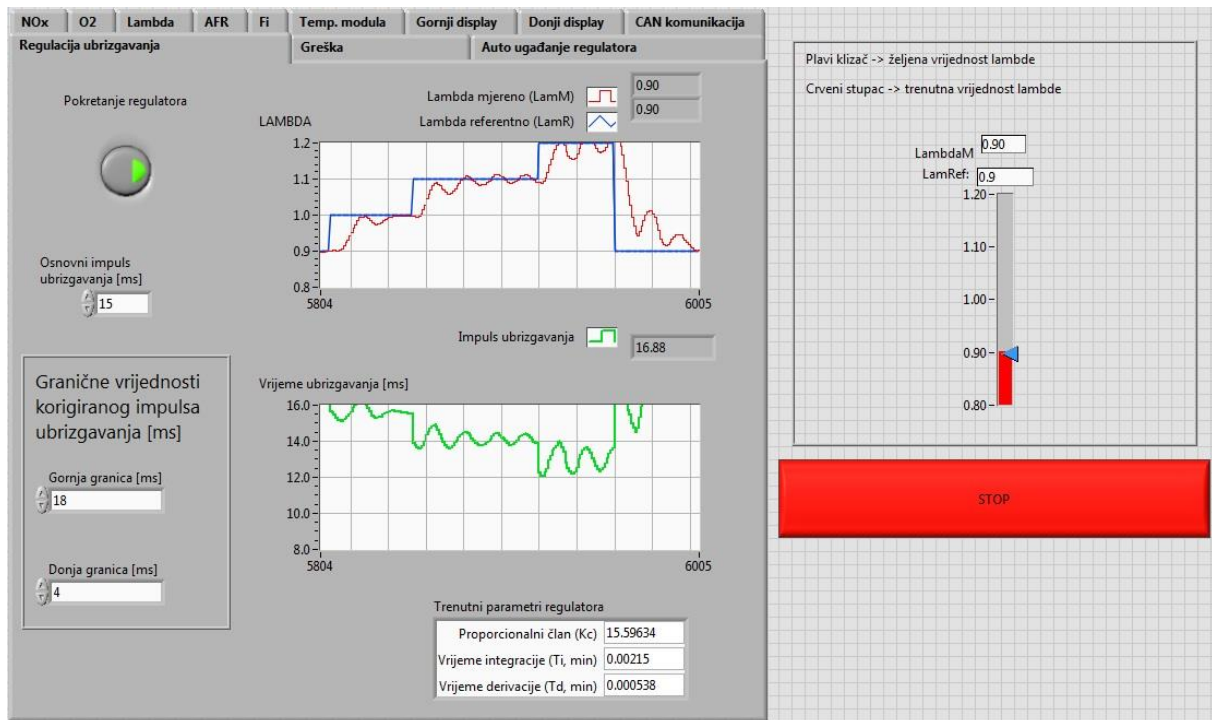 NOx O2 Lambda AFR Fi Temp. modula Gornji display Donji display CAN komunikacija
Regulacija ubrizgavanja Greška Auto ugađanje regulatora
Pokretanje regulatora
Lambda mjereno (LamM) 0.90
Lambda referentno (LamR) 0.90
LAMBDA
1.2
1.1
1.0
0.9
0.8
5804 6005
Osnovni impuls
ubrizgavanja [ms]
15
Impuls ubrizgavanja 16.88
Granične vrijednosti
korigiranog impulsa
ubrizgavanja [ms]
Gornja granica [ms]
18
Donja granica [ms]
4
Vrijeme ubrizgavanja [ms]
16.0
14.0
12.0
10.0
8.0
5804 6005
Trenutni parametri regulatora
Proporcionalni član (Kc) 15.59634
Vrijeme integracije (Ti, min) 0.00215
Vrijeme derivacije (Td, min) 0.000538
Plavi klizač -> željena vrijednost lambde
Crveni stupac -> trenutna vrijednost lambde
LambdaM 0.90
LamRef: 0.9
1.20
1.10
1.00
0.90
0.80
STOP